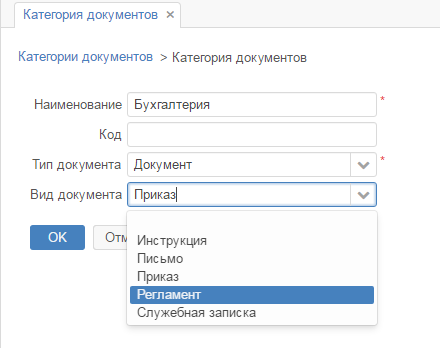 Категория документов ×
Категории документов > Категория документов
Наименование Бухгалтерия *
Код
Тип документа Документ *
Вид документа Приказ
OK Отм
Инструкция
Письмо
Приказ
Регламент
Служебная записка